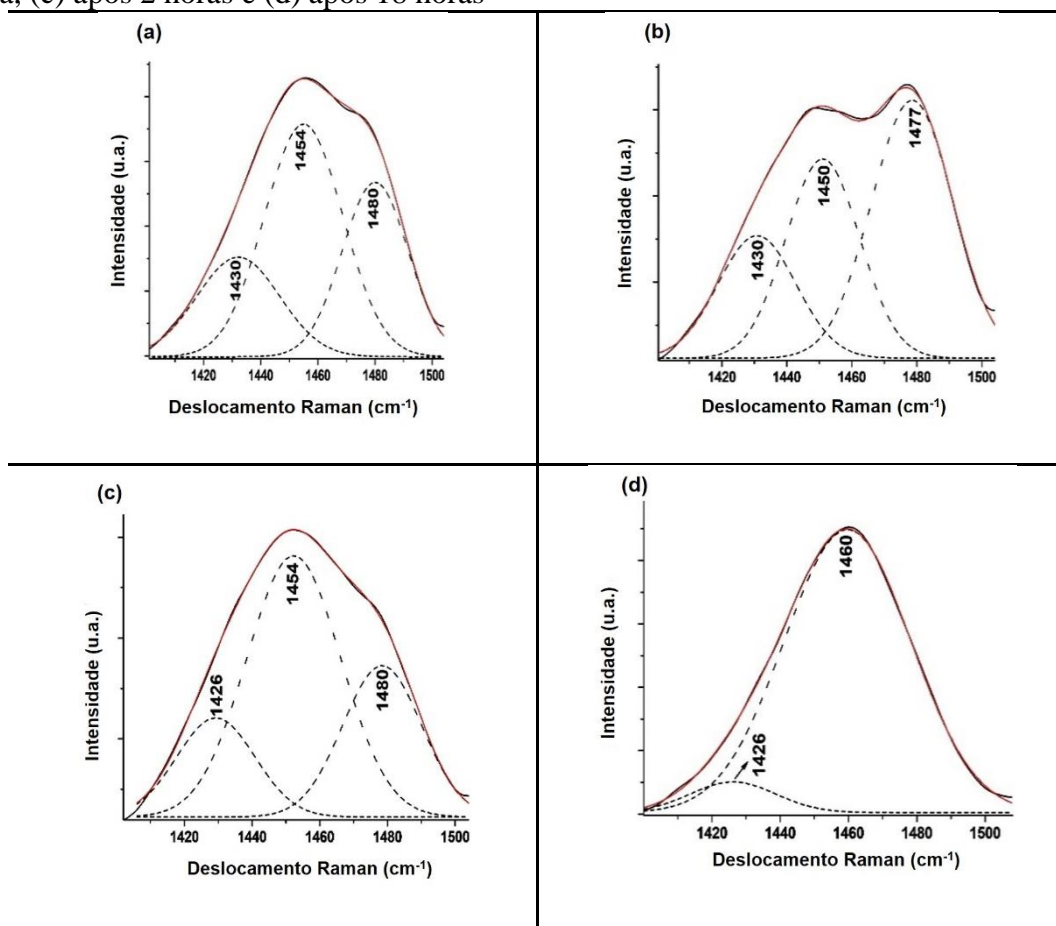 a, (c) após 2 horas e (d) após 18 horas
(a)
Intensidade (u.a.)
1430
1454
1480
1420 1440 1460 1480 1500
Deslocamento Raman (cm-1)
(b)
Intensidade (u.a.)
1430
1450
1477
1420 1440 1460 1480 1500
Deslocamento Raman (cm-1)
(c)
Intensidade (u.a.)
1426
1454
1480
1420 1440 1460 1480 1500
Deslocamento Raman (cm-1)
(d)
Intensidade (u.a.)
1426
1460
1420 1440 1460 1480 1500
Deslocamento Raman (cm-1)